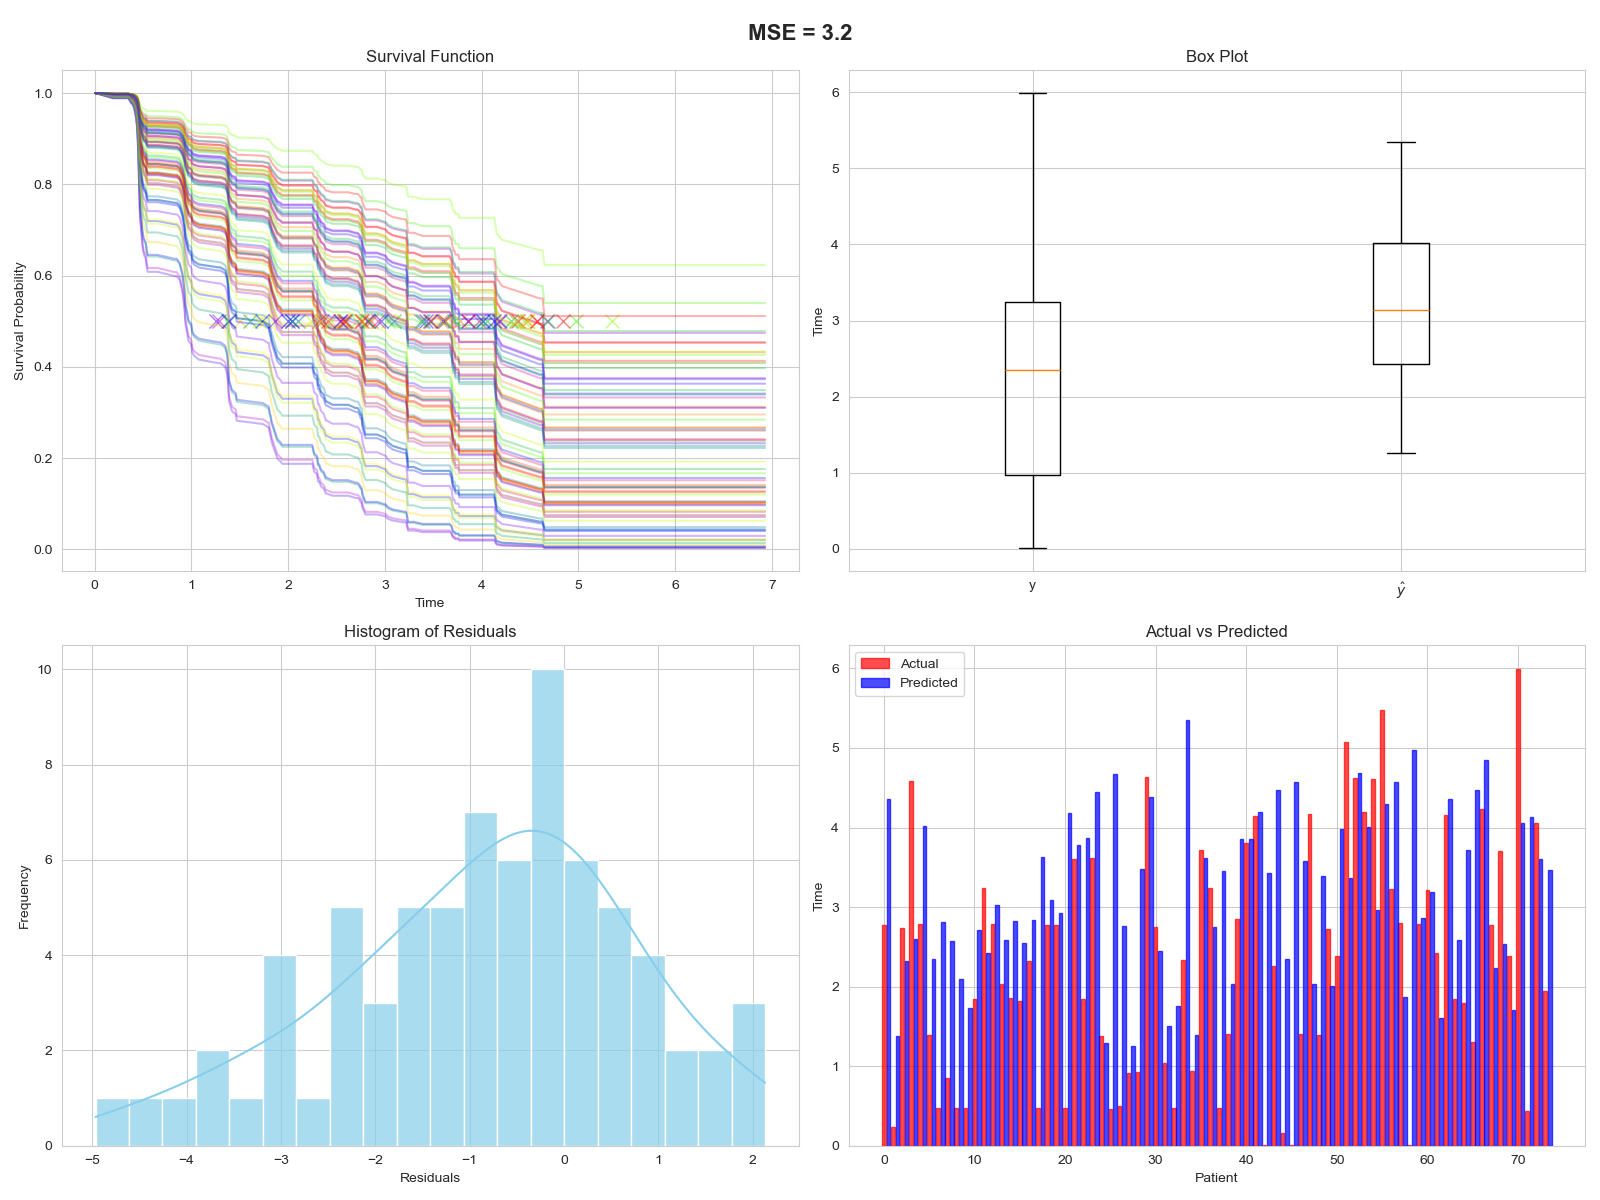 MSE = 3.2
Survival Function
Survival Probability
1.0
0.8
0.6
0.4
0.2
0.0
0 1 2 3 4 5 6 7
Time
Box Plot
Time
6
5
4
3
2
1
0
y ŷ
Histogram of Residuals
Frequency
10
8
6
4
2
0
−5 −4 −3 −2 −1 0 1 2
Residuals
Actual vs Predicted
Actual
Predicted
Time
6
5
4
3
2
1
0
0 10 20 30 40 50 60 70
Patient